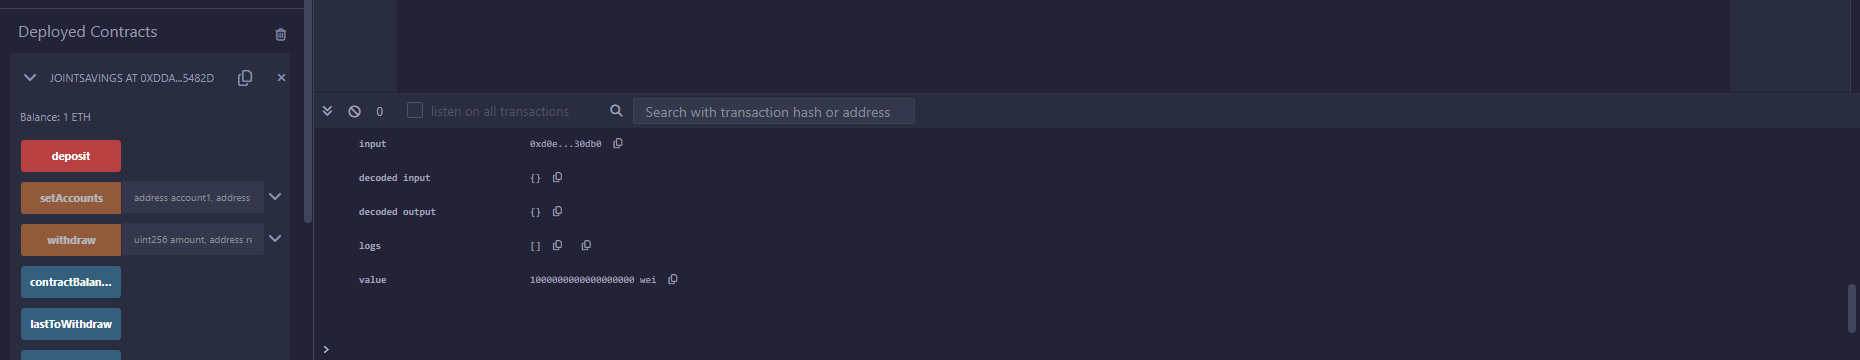 Deployed Contracts
JOINTSAVINGS AT 0XDDA...5482D
Balance: 1 ETH
deposit
setAccounts
address account1, address
withdraw
uint256 amount, address re
contractBalan...
lastToWithdraw
0
listen on all transactions
Search with transaction hash or address
input
0xd0e...30db0
decoded input
{}
decoded output
{}
logs
[]
value
1000000000000000000 wei
>